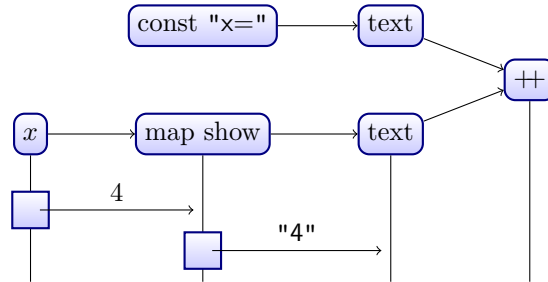 const "x=" text
++
x map show text
4
"4"